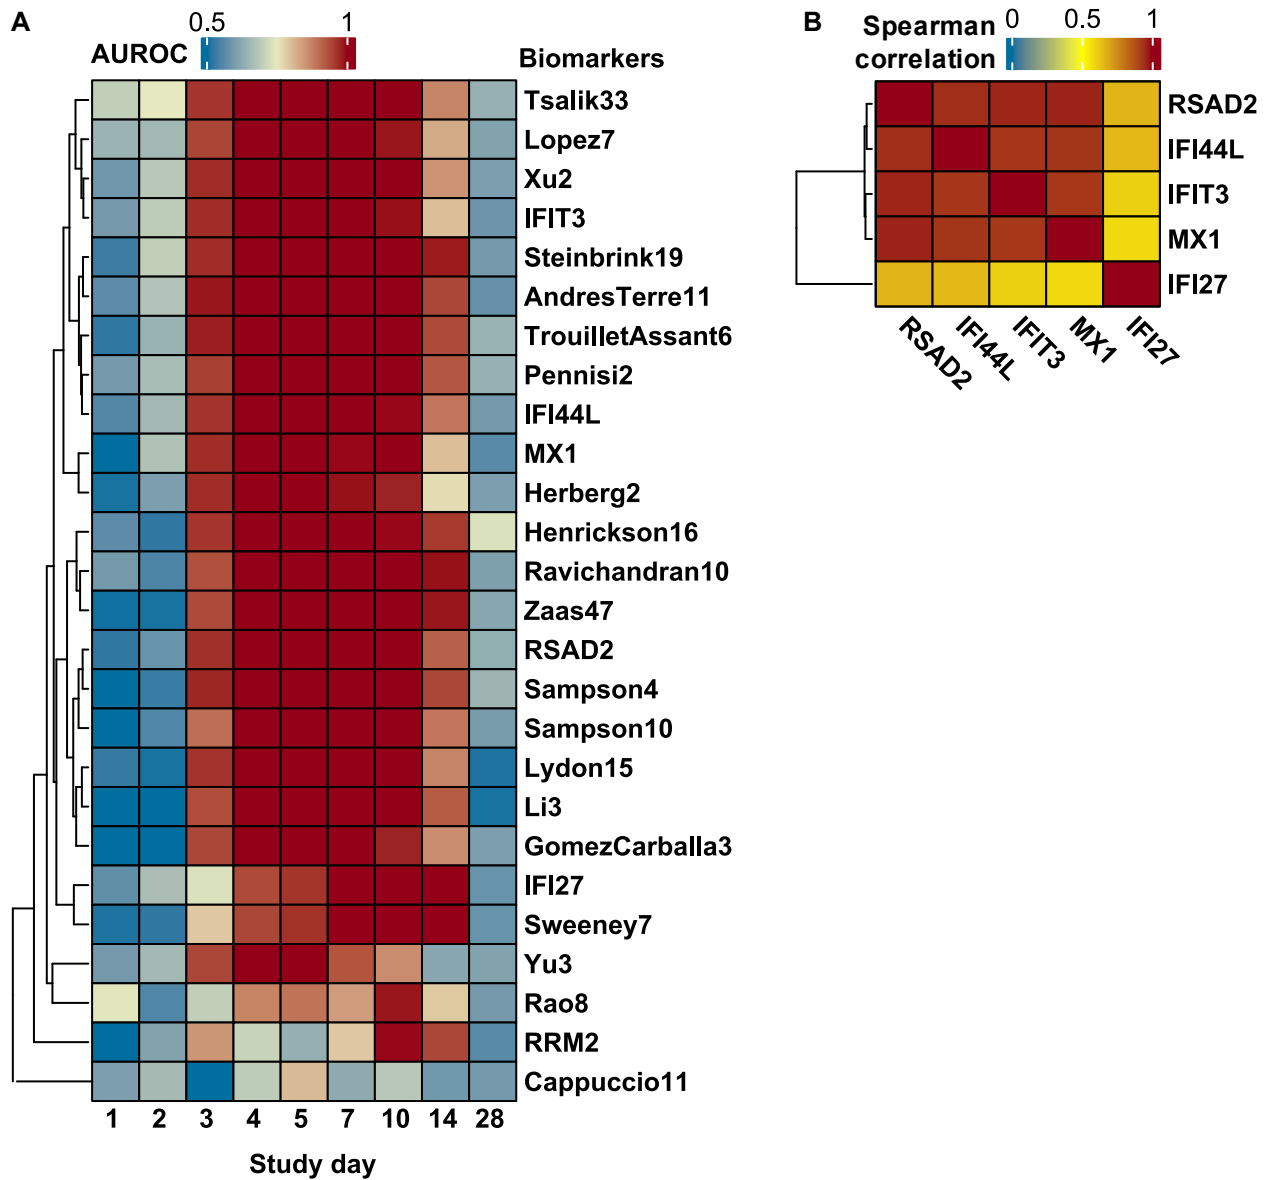 A
AUROC
0.5
1
Biomarkers
Tsalik33
Lopez7
Xu2
IFIT3
Steinbrink19
AndresTerre11
TrouilletAssant6
Pennisi2
IFI44L
MX1
Herberg2
Henrickson16
Ravichandran10
Zaas47
RSAD2
Sampson4
Sampson10
Lydon15
Li3
GomezCarballa3
IFI27
Sweeney7
Yu3
Rao8
RRM2
Cappuccio11
1 2 3 4 5 7 10 14 28
Study day
B
Spearman
correlation
0 0.5 1
RSAD2
IFI44L
IFIT3
MX1
IFI27
RSAD2
IFI44L
IFIT3
MX1
IFI27